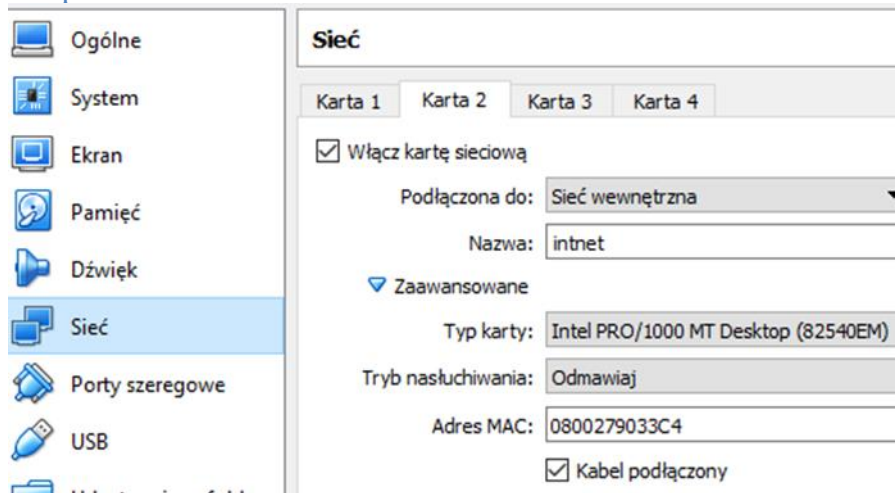 Ogólne
System
Ekran
Pamięć
Dźwięk
Sieć
Porty szeregowe
USB
Sieć
Karta 1 Karta 2 Karta 3 Karta 4
Włącz kartę sieciową
Podłączona do: Sieć wewnętrzna
Nazwa: intnet
Zaawansowane
Typ karty: Intel PRO/1000 MT Desktop (82540EM)
Tryb nasłuchiwania: Odmawiaj
Adres MAC: 0800279033C4
Kabel podłączony